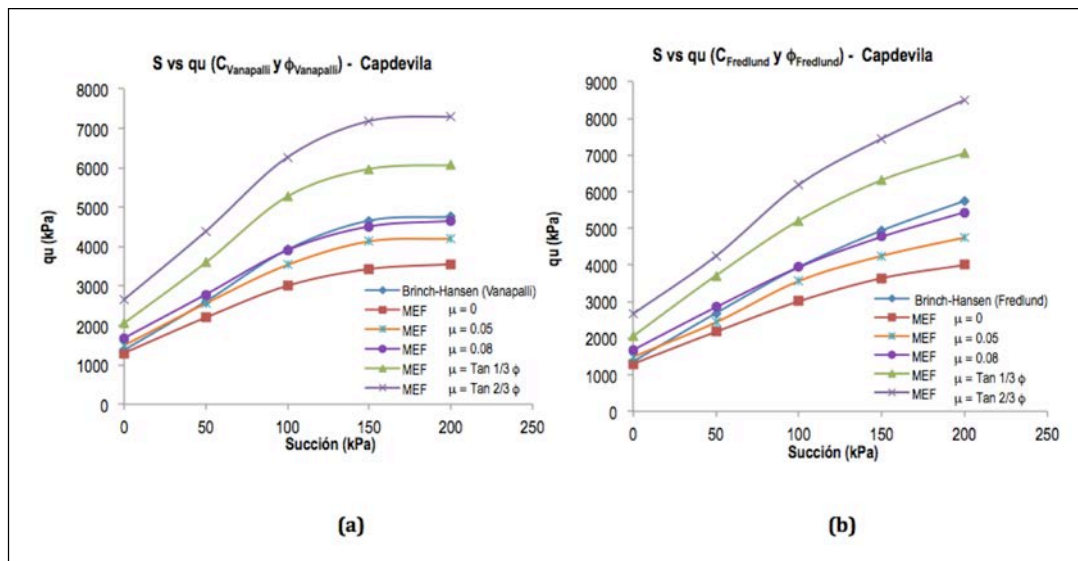 S vs qu (C Vanapalli y ϕ Vanapalli) - Capdevila
8000
7000
6000
5000
4000
3000
2000
1000
0
qu (kPa)
0 50 100 150 200 250
Succión (kPa)
Brinch-Hansen (Vanapalli)
MEF μ = 0
MEF μ = 0.05
MEF μ = 0.08
MEF μ = Tan 1/3 ϕ
MEF μ = Tan 2/3 ϕ
(a)
S vs qu (C Fredlund y ϕ Fredlund) - Capdevila
9000
8000
7000
6000
5000
4000
3000
2000
1000
0
qu (kPa)
0 50 100 150 200 250
Succión (kPa)
Brinch-Hansen (Fredlund)
MEF μ = 0
MEF μ = 0.05
MEF μ = 0.08
MEF μ = Tan 1/3 ϕ
MEF μ = Tan 2/3 ϕ
(b)